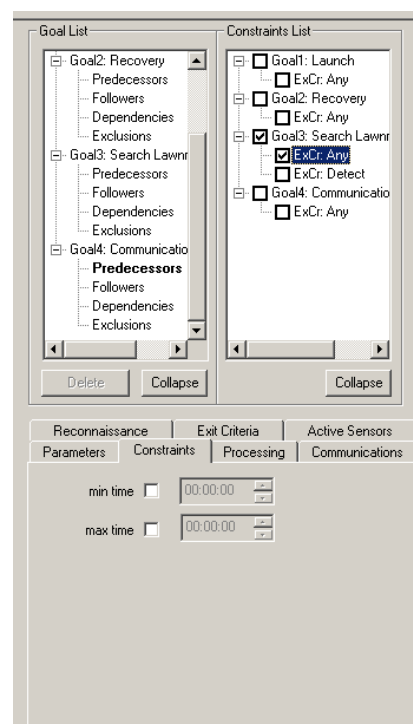 Goal List
Goal2: Recovery
Predecessors
Followers
Dependencies
Exclusions
Goal3: Search Lawnr
Predecessors
Followers
Dependencies
Exclusions
Goal4: Communicatio
Predecessors
Followers
Dependencies
Exclusions
Delete
Collapse
Constraints List
Goal1: Launch
ExCr: Any
Goal2: Recovery
ExCr: Any
Goal3: Search Lawnr
ExCr: Any
ExCr: Detect
Goal4: Communicatio
ExCr: Any
Collapse
Reconnaissance Exit Criteria Active Sensors
Parameters Constraints Processing Communications
min time 00:00:00
max time 00:00:00